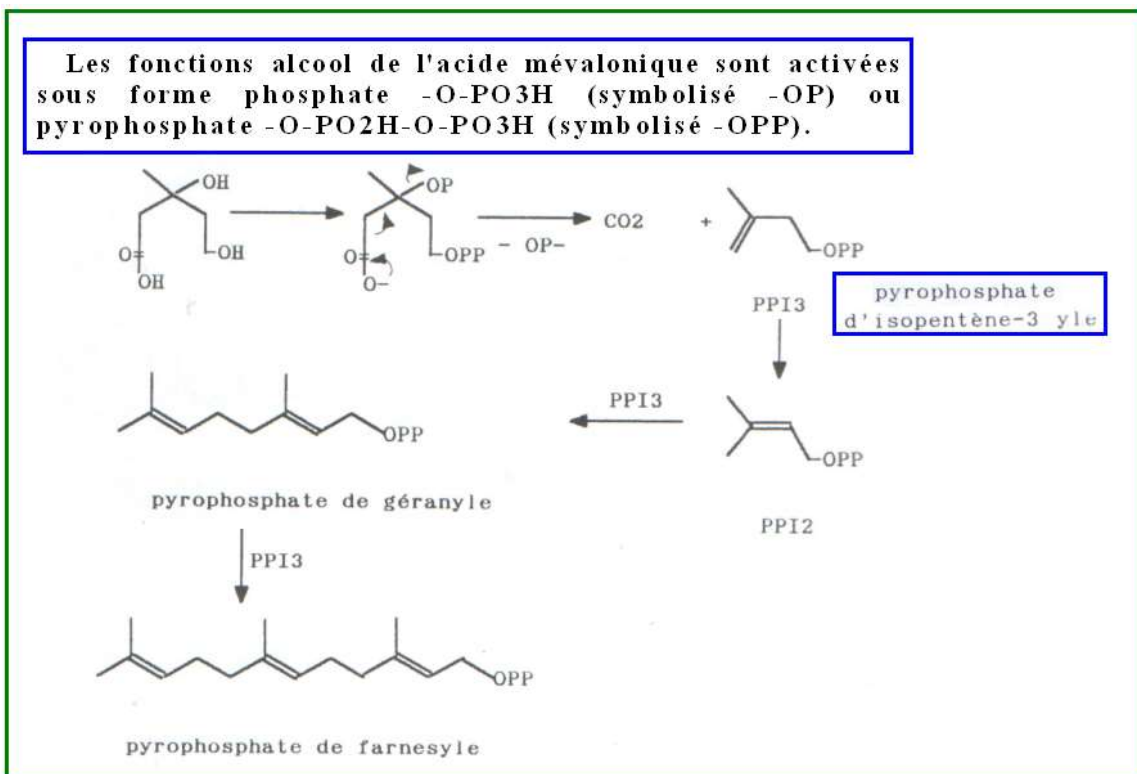 Les fonctions alcool de l'acide mévalonique sont activées
sous forme phosphate -O-PO3H (symbolisé -OP) ou
pyrophosphate -O-PO2H-O-PO3H (symbolisé -OPP).
OH
O=
OH
OH
OP
O=
O-
OPP
- OP-
CO2
+
OPP
PPI3
pyrophosphate
d'isopentène-3 yle
OPP
PPI3
OPP
pyrophosphate de géranyle
PPI2
PPI3
OPP
pyrophosphate de farnesyle